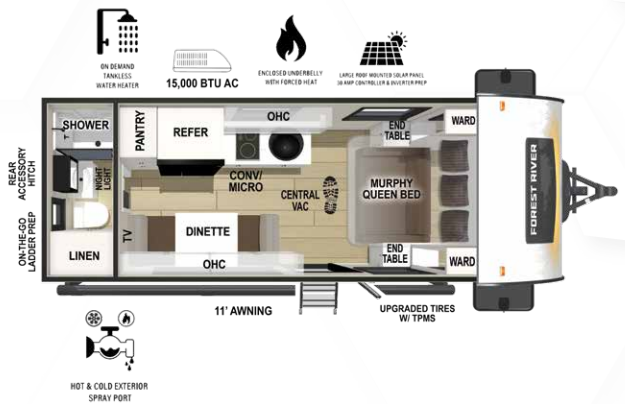 ON DEMAND
TANKLESS
WATER HEATER
15,000 BTU AC
ENCLOSED UNDERBELLY
WITH FORCED HEAT
LARGE ROOF MOUNTED SOLAR PANEL
30 AMP CONTROLLER & INVERTER PREP
SHOWER
PANTRY
REFER
OHC
END
TABLE
WARD
REAR
ACCESSORY
HITCH
NIGHT
LIGHT
CONV/
MICRO
CENTRAL
VAC
MURPHY
QUEEN BED
FOREST RIVER
ON-THE-GO
LADDER PREP
LINEN
TV
DINETTE
OHC
END
TABLE
WARD
11' AWNING
UPGRADED TIRES
W/ TPMS
HOT & COLD EXTERIOR
SPRAY PORT